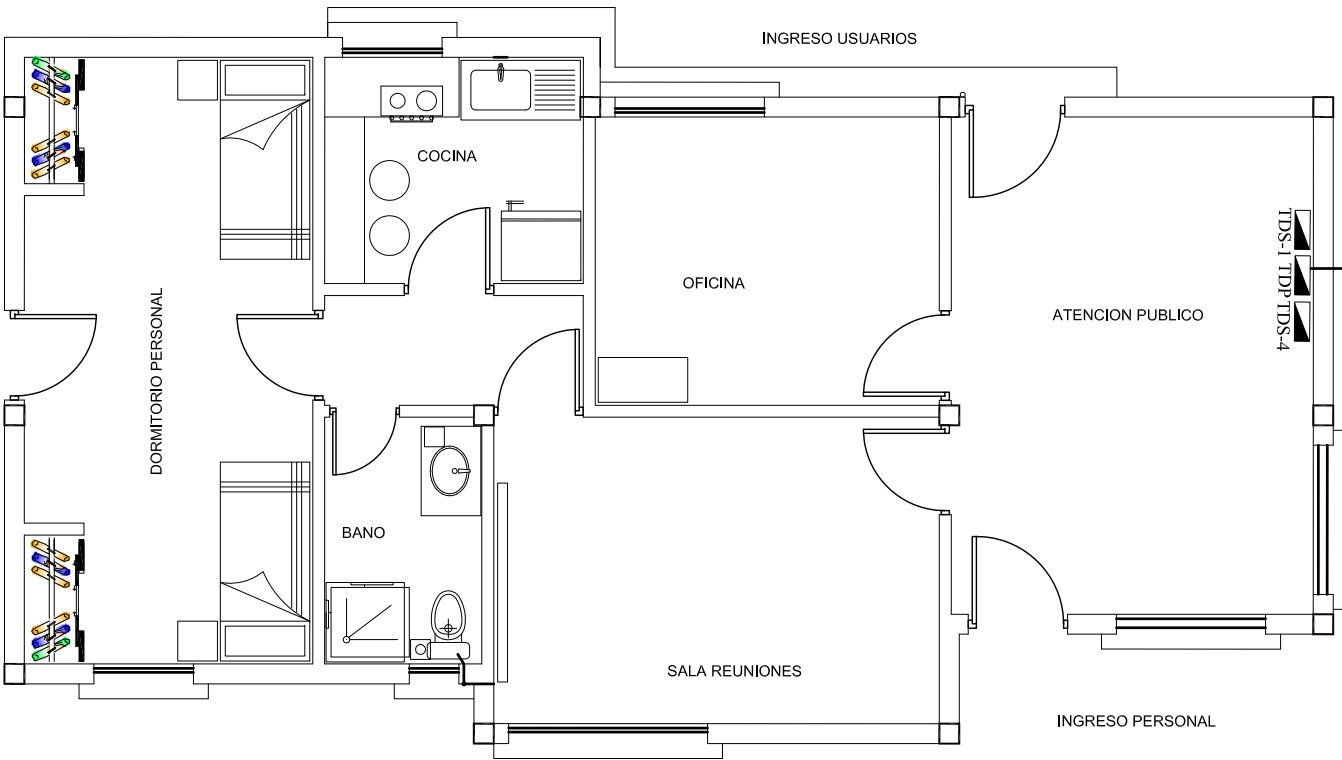 INGRESO USUARIOS
COCINA
OFICINA
ATENCION PUBLICO
TDS-1 TDP TDS-4
DORMITORIO PERSONAL
BANO
SALA REUNIONES
INGRESO PERSONAL